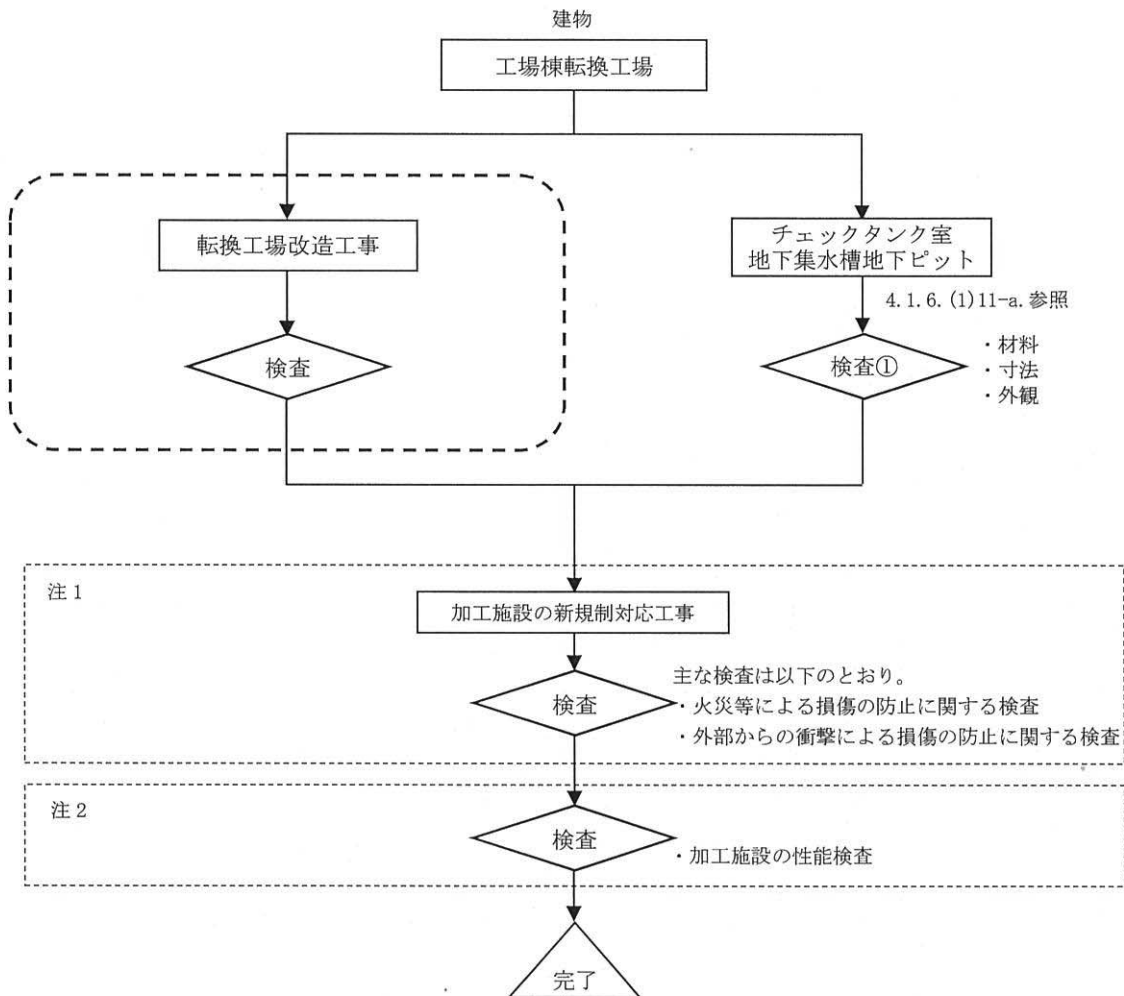 建物
工場棟転換工場
転換工場改造工事
検査
チェックタンク室
地下集水槽地下ピット
4.1.6.(1)11-a.参照
検査①
・材料
・寸法
・外観
注1
加工施設の新規制対応工事
検査
主な検査は以下のとおり。
・火災等による損傷の防止に関する検査
・外部からの衝撃による損傷の防止に関する検査
注2
検査
・加工施設の性能検査
完了